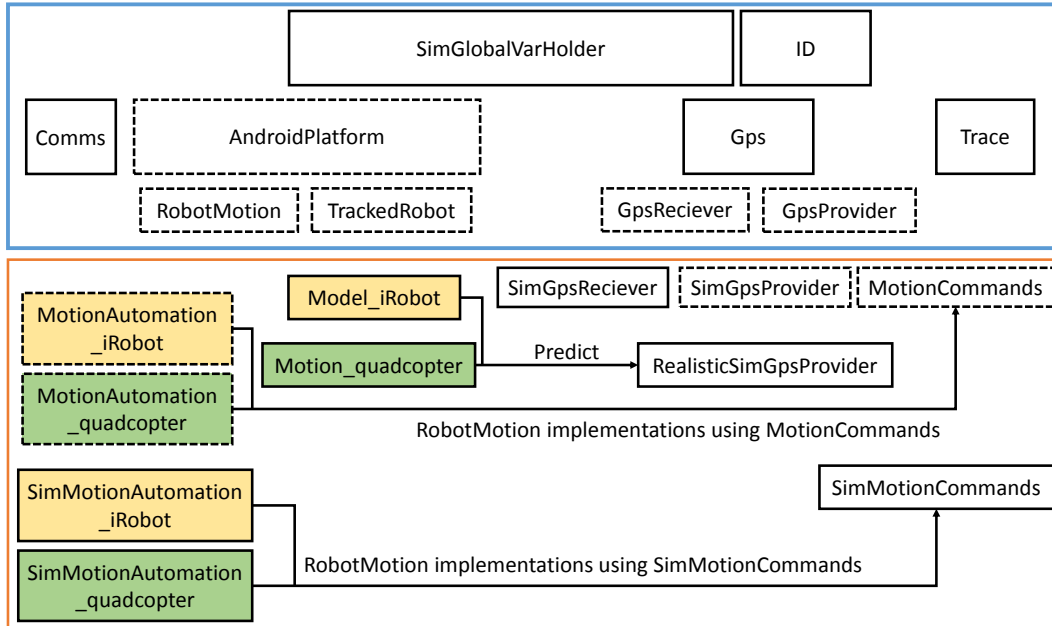 SimGlobalVarHolder
ID
Comms
AndroidPlatform
Gps
Trace
RobotMotion
TrackedRobot
GpsReciever
GpsProvider
MotionAutomation
_iRobot
Model_iRobot
SimGpsReciever
SimGpsProvider
MotionCommands
Motion_quadcopter
Predict
RealisticSimGpsProvider
MotionAutomation
_quadcopter
RobotMotion implementations using MotionCommands
SimMotionAutomation
_iRobot
SimMotionCommands
SimMotionAutomation
_quadcopter
RobotMotion implementations using SimMotionCommands